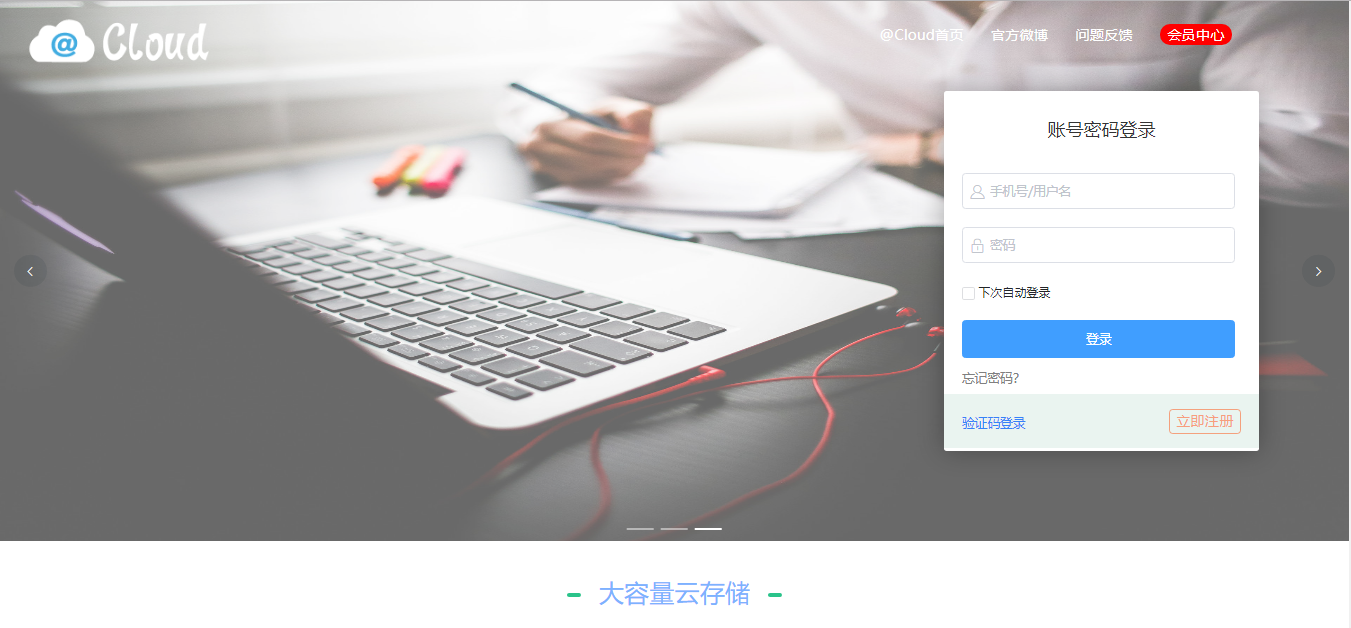 @ Cloud
@Cloud首页 官方微博 问题反馈 会员中心
账号密码登录
手机号/用户名
密码
下次自动登录
登录
忘记密码?
验证码登录 立即注册
大容量云存储